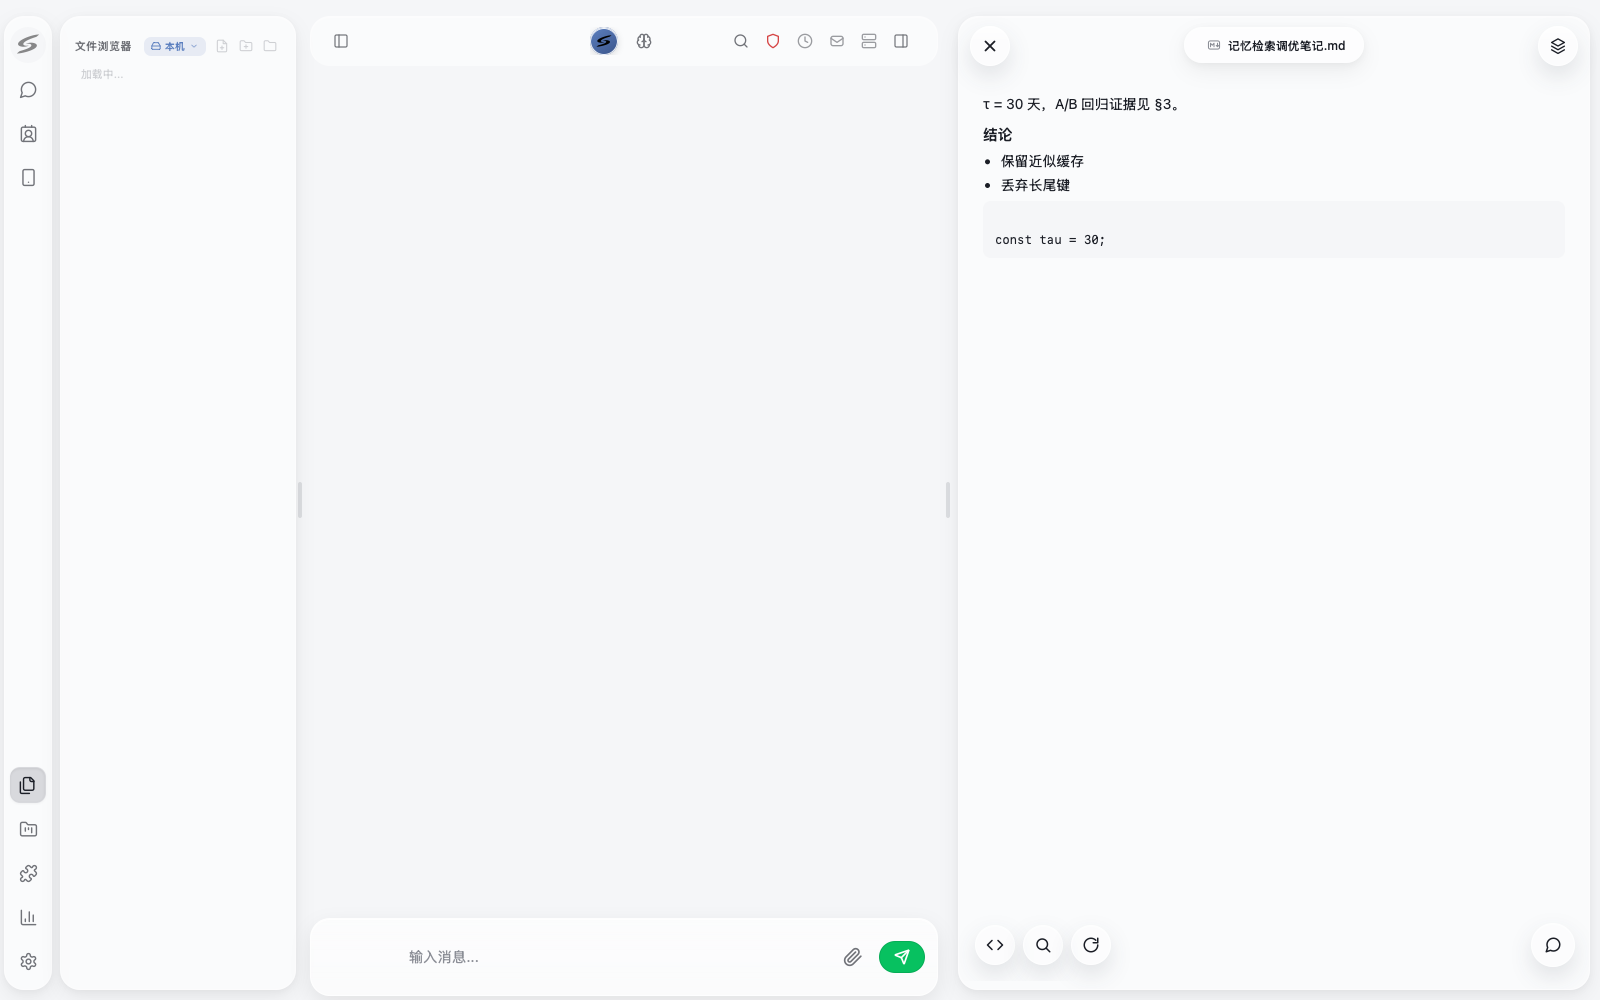 文件浏览器
本机
加载中...
输入消息...
记忆检索调优笔记.md
τ = 30 天，A/B 回归证据见 §3。
结论
• 保留近似缓存
• 丢弃长尾键
const tau = 30;